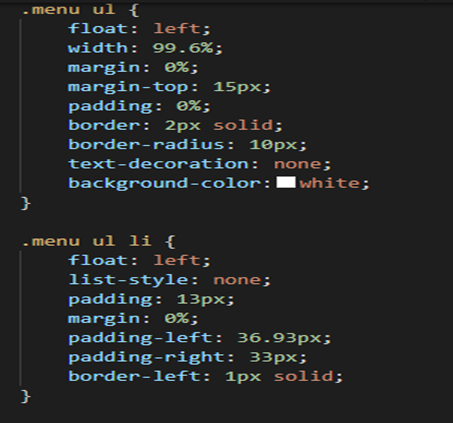 .menu ul {
    float: left;
    width: 99.6%;
    margin: 0%;
    margin-top: 15px;
    padding: 0%;
    border: 2px solid;
    border-radius: 10px;
    text-decoration: none;
    background-color: white;
}

.menu ul li {
    float: left;
    list-style: none;
    padding: 13px;
    margin: 0%;
    padding-left: 36.93px;
    padding-right: 33px;
    border-left: 1px solid;
}